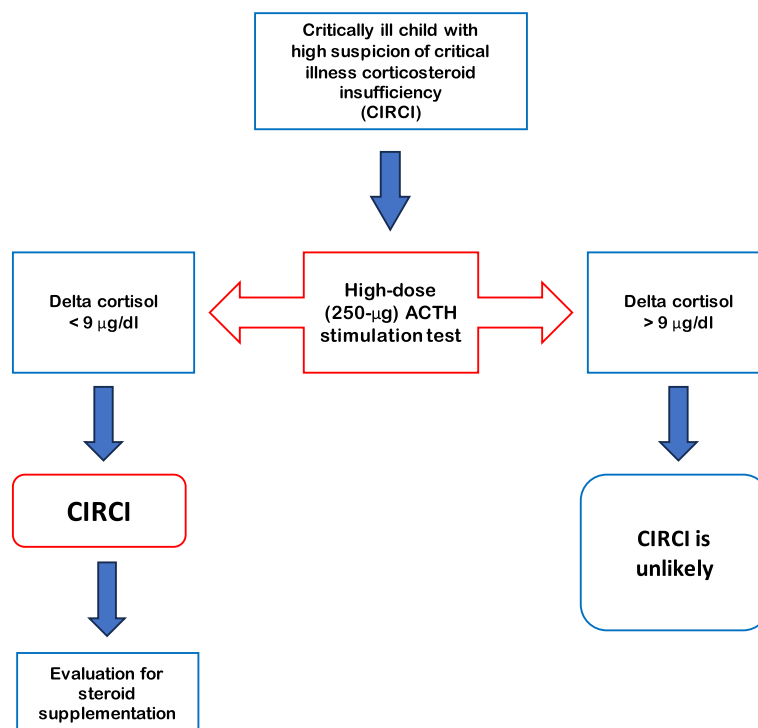 Critically ill child with
high suspicion of critical
illness corticosteroid
insufficiency
(CIRCI)
Delta cortisol
< 9 μg/dl
High-dose
(250-μg) ACTH
stimulation test
Delta cortisol
> 9 μg/dl
CIRCI
CIRCI is
unlikely
Evaluation for
steroid
supplementation